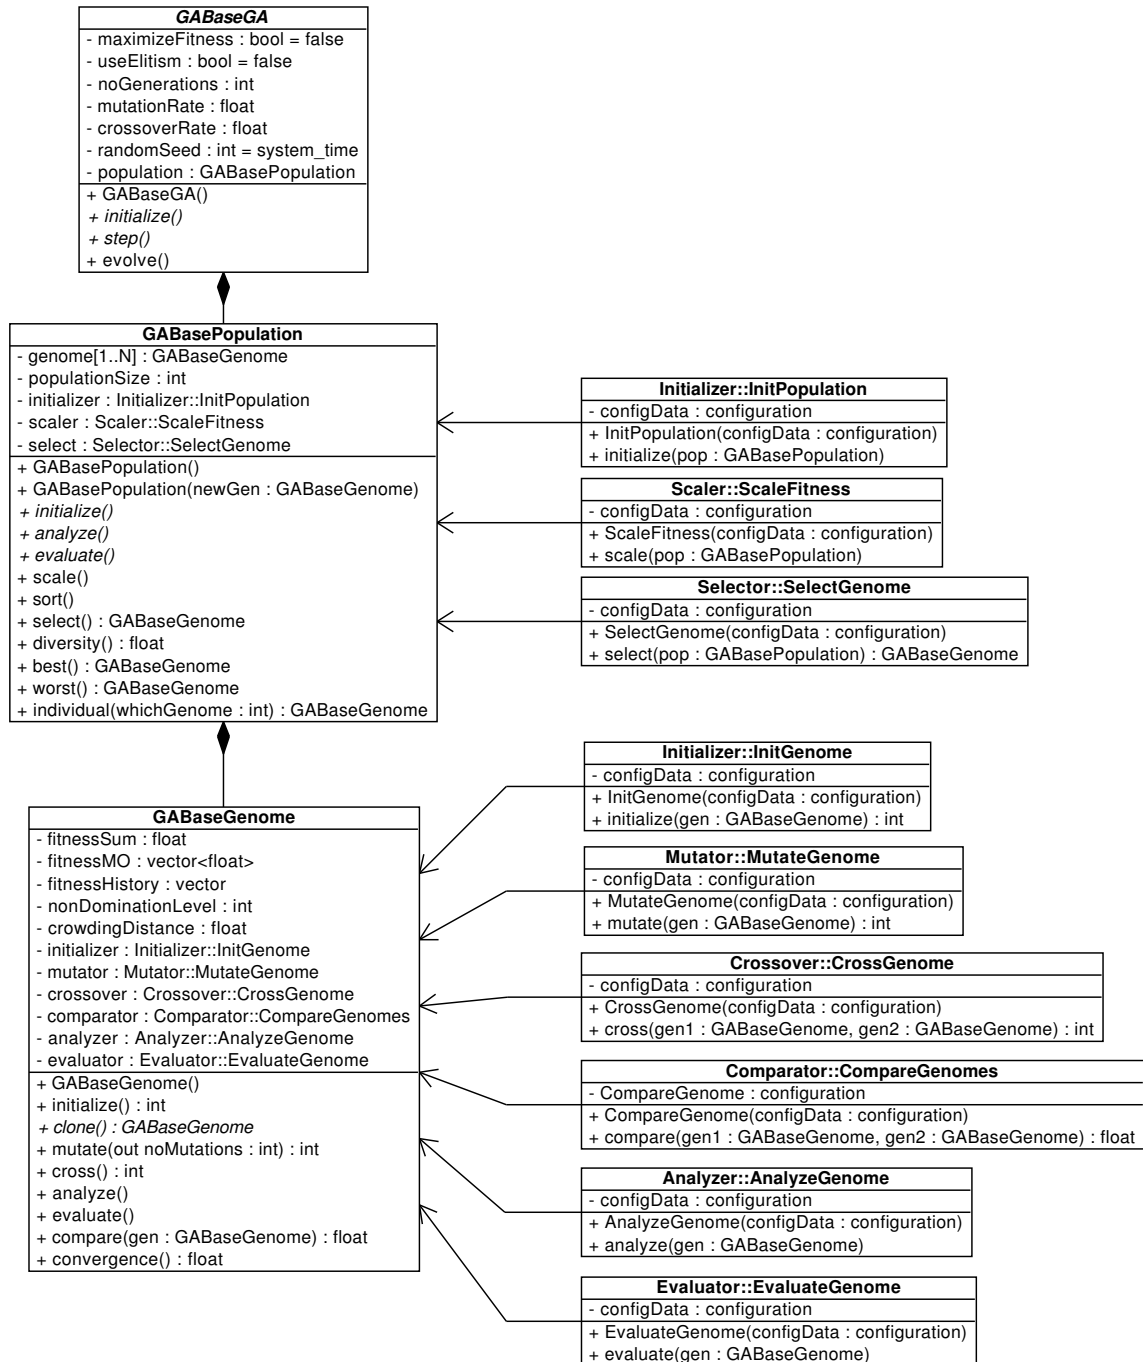 GABaseGA
- maximizeFitness : bool = false
- useElitism : bool = false
- noGenerations : int
- mutationRate : float
- crossoverRate : float
- randomSeed : int = system_time
- population : GABasePopulation
+ GABaseGA()
+ initialize()
+ step()
+ evolve()
GABasePopulation
- genome[1..N] : GABaseGenome
- populationSize : int
- initializer : Initializer::InitPopulation
- scaler : Scaler::ScaleFitness
- select : Selector::SelectGenome
+ GABasePopulation()
+ GABasePopulation(newGen : GABaseGenome)
+ initialize()
+ analyze()
+ evaluate()
+ scale()
+ sort()
+ select() : GABaseGenome
+ diversity() : float
+ best() : GABaseGenome
+ worst() : GABaseGenome
+ individual(whichGenome : int) : GABaseGenome
Initializer::InitPopulation
- configData : configuration
+ InitPopulation(configData : configuration)
+ initialize(pop : GABasePopulation)
Scaler::ScaleFitness
- configData : configuration
+ ScaleFitness(configData : configuration)
+ scale(pop : GABasePopulation)
Selector::SelectGenome
- configData : configuration
+ SelectGenome(configData : configuration)
+ select(pop : GABasePopulation) : GABaseGenome
GABaseGenome
- fitnessSum : float
- fitnessMO : vector<float>
- fitnessHistory : vector
- nonDominationLevel : int
- crowdingDistance : float
- initializer : Initializer::InitGenome
- mutator : Mutator::MutateGenome
- crossover : Crossover::CrossGenome
- comparator : Comparator::CompareGenomes
- analyzer : Analyzer::AnalyzeGenome
- evaluator : Evaluator::EvaluateGenome
+ GABaseGenome()
+ initialize() : int
+ clone() : GABaseGenome
+ mutate(out noMutations : int) : int
+ cross() : int
+ analyze()
+ evaluate()
+ compare(gen : GABaseGenome) : float
+ convergence() : float
Initializer::InitGenome
- configData : configuration
+ InitGenome(configData : configuration)
+ initialize(gen : GABaseGenome) : int
Mutator::MutateGenome
- configData : configuration
+ MutateGenome(configData : configuration)
+ mutate(gen : GABaseGenome) : int
Crossover::CrossGenome
- configData : configuration
+ CrossGenome(configData : configuration)
+ cross(gen1 : GABaseGenome, gen2 : GABaseGenome) : int
Comparator::CompareGenomes
- CompareGenome : configuration
+ CompareGenome(configData : configuration)
+ compare(gen1 : GABaseGenome, gen2 : GABaseGenome) : float
Analyzer::AnalyzeGenome
- configData : configuration
+ AnalyzeGenome(configData : configuration)
+ analyze(gen : GABaseGenome)
Evaluator::EvaluateGenome
- configData : configuration
+ EvaluateGenome(configData : configuration)
+ evaluate(gen : GABaseGenome)